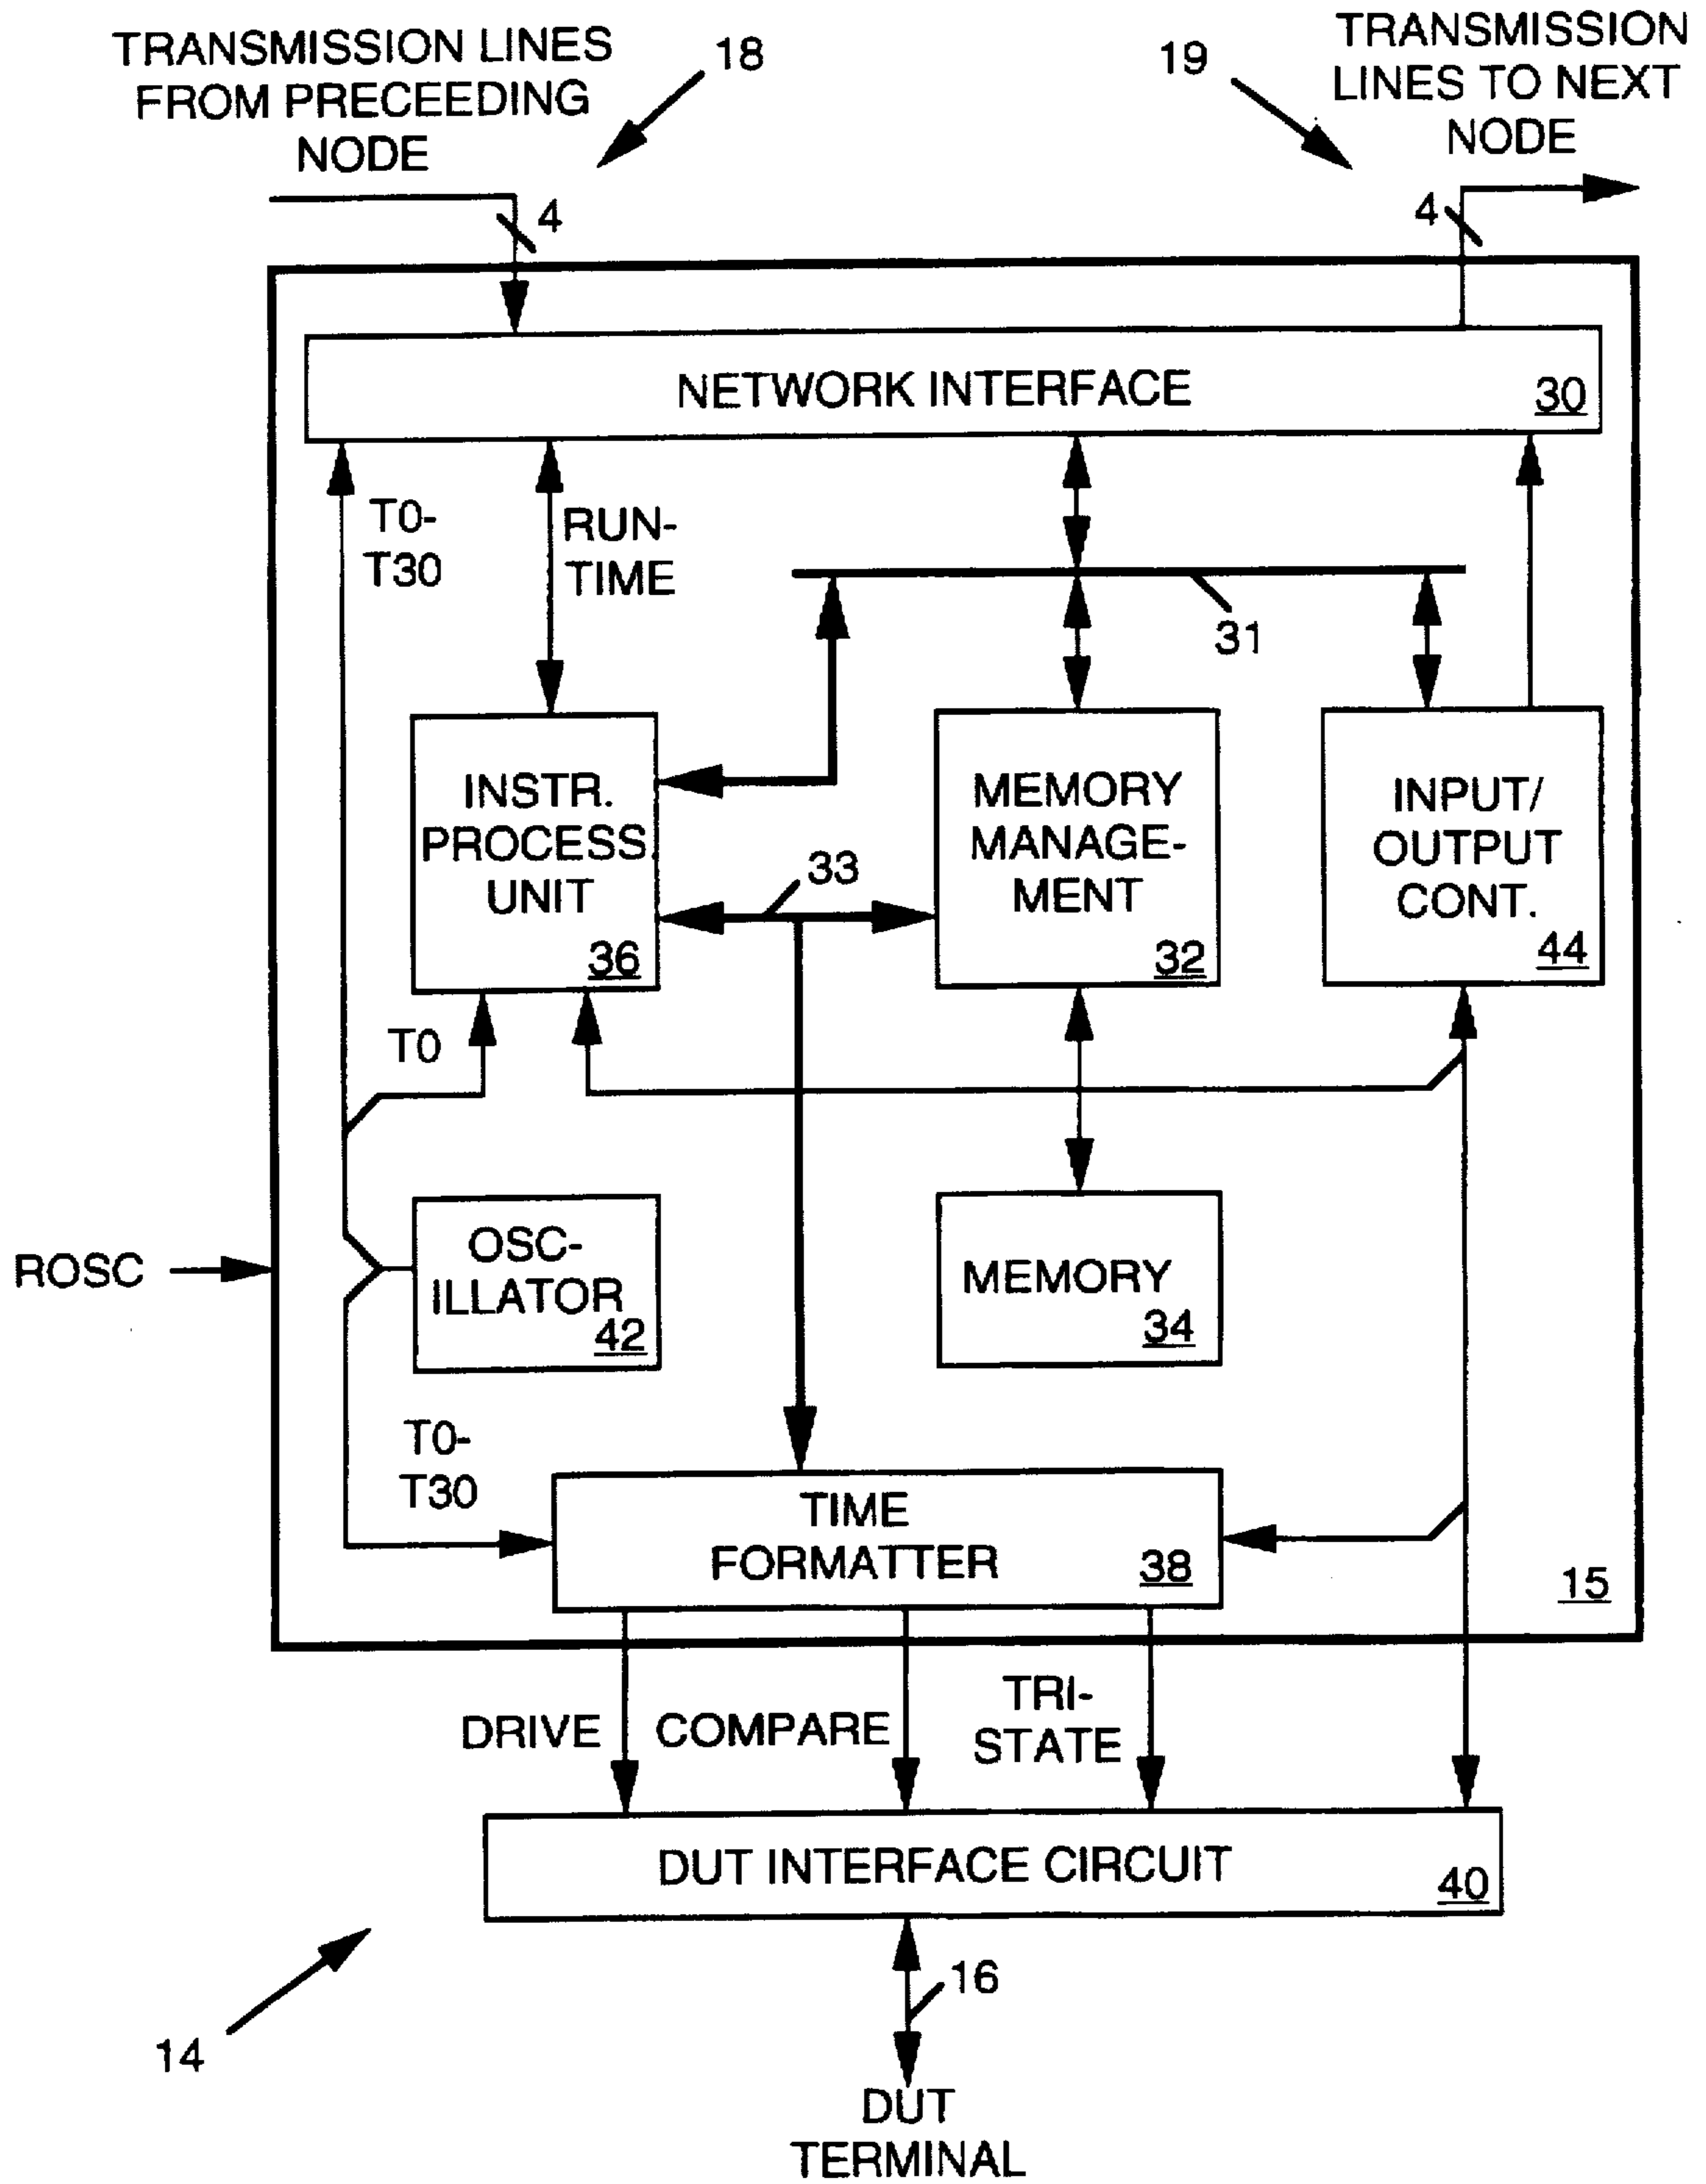 TRANSMISSION LINES
FROM PRECEEDING
NODE
18
19
TRANSMISSION
LINES TO NEXT
NODE
4
4
NETWORK INTERFACE
30
T0-
T30
RUN-
TIME
31
INSTR.
PROCESS
UNIT
36
33
MEMORY
MANAGE-
MENT
32
INPUT/
OUTPUT
CONT.
44
T0
ROSC
OSC-
ILLATOR
42
MEMORY
34
T0-
T30
TIME
FORMATTER
38
15
DRIVE
COMPARE
TRI-
STATE
DUT INTERFACE CIRCUIT
40
16
14
DUT
TERMINAL